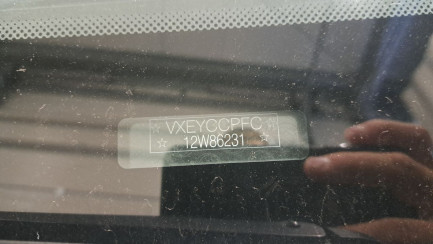 ☆ VXEYCCPFC ☆
☆ 12W86231 ☆